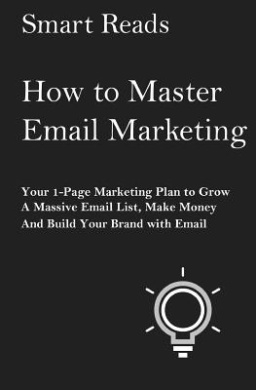 Smart Reads
How to Master
Email Marketing
Your 1-Page Marketing Plan to Grow
A Massive Email List, Make Money
And Build Your Brand with Email